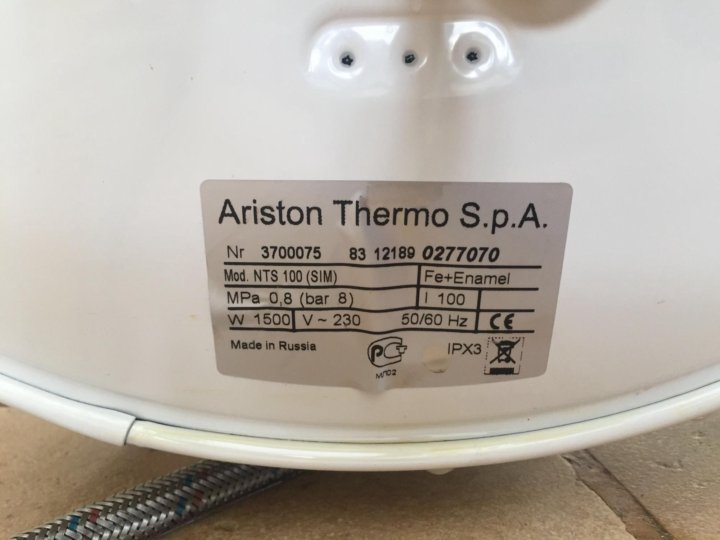 Ariston Thermo S.p.A.
Nr 3700075 83 12189 0277070
Mod. NTS 100 (SIM) Fe+Enamel
MPa 0,8 (bar 8) l 100
W 1500 V ~ 230 50/60 Hz CE
Made in Russia IPX3
МЛ02